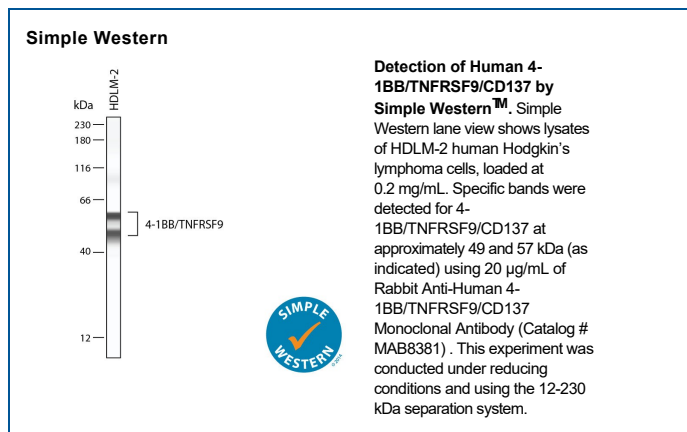 Simple Western
kDa
HDLM-2
230
180
116
66
4-1BB/TNFRSF9
40
12
SIMPLE
WESTERN
©2014
Detection of Human 4-
1BB/TNFRSF9/CD137 by
Simple Western™. Simple
Western lane view shows lysates
of HDLM-2 human Hodgkin's
lymphoma cells, loaded at
0.2 mg/mL. Specific bands were
detected for 4-
1BB/TNFRSF9/CD137 at
approximately 49 and 57 kDa (as
indicated) using 20 µg/mL of
Rabbit Anti-Human 4-
1BB/TNFRSF9/CD137
Monoclonal Antibody (Catalog #
MAB8381) . This experiment was
conducted under reducing
conditions and using the 12-230
kDa separation system.